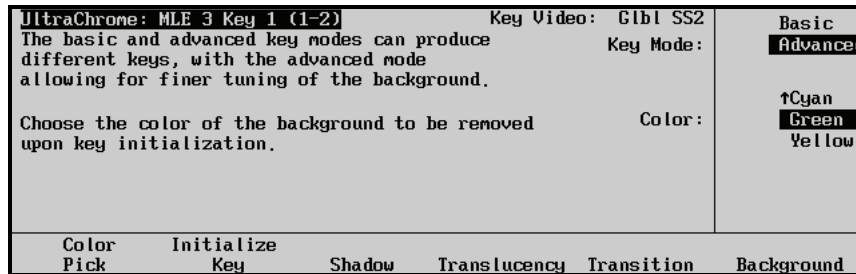 UltraChrome: MLE 3 Key 1 (1-2) Key Video: Glbl SS2 Basic
The basic and advanced key modes can produce Key Mode: Advance
different keys, with the advanced mode
allowing for finer tuning of the background.
↑Cyan
Choose the color of the background to be removed Color: Green
upon key initialization. Yellow
Color Initialize
Pick Key Shadow Translucency Transition Background